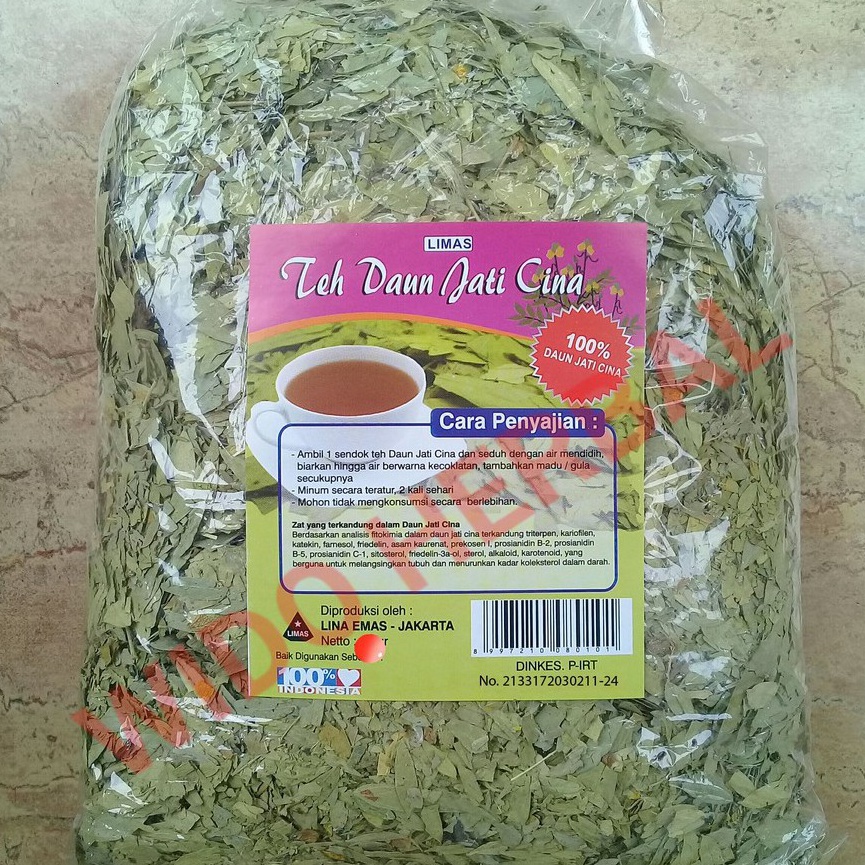 LIMAS
Teh Daun Jati Cina
100%
DAUN JATI CINA
Cara Penyajian :
- Ambil 1 sendok teh Daun Jati Cina dan seduh dengan air mendidih,
biarkan hingga air berwarna kecoklatan, tambahkan madu / gula
secukupnya
- Minum secara teratur, 2 kali sehari
- Mohon tidak mengkonsumsi secara berlebihan.
Zat yang terkandung dalam Daun Jati Cina
Berdasarkan analisis fitokimia dalam daun jati cina terkandung triterpen, kariofilen,
katekin, farnesol, friedelin, asam kaurenat, prekosen I, prosianidin B-2, prosianidin
B-5, prosianidin C-1, sitosterol, friedelin-3a-ol, sterol, alkaloid, karotenoid, yang
berguna untuk melangsingkan tubuh dan menurunkan kadar koleksterol dalam darah.
Diproduksi oleh :
LINA EMAS - JAKARTA
Netto :
LIMAS
Baik Digunakan
100%
INDONESIA
8 997210 080101
DINKES. P-IRT
No. 2133172030211-24